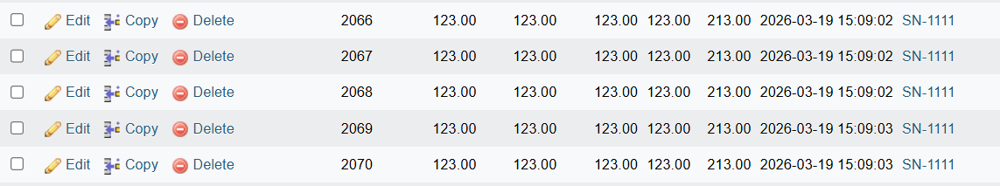 Edit Copy Delete 2066 123.00 123.00 123.00 123.00 213.00 2026-03-19 15:09:02 SN-1111
Edit Copy Delete 2067 123.00 123.00 123.00 123.00 213.00 2026-03-19 15:09:02 SN-1111
Edit Copy Delete 2068 123.00 123.00 123.00 123.00 213.00 2026-03-19 15:09:02 SN-1111
Edit Copy Delete 2069 123.00 123.00 123.00 123.00 213.00 2026-03-19 15:09:03 SN-1111
Edit Copy Delete 2070 123.00 123.00 123.00 123.00 213.00 2026-03-19 15:09:03 SN-1111